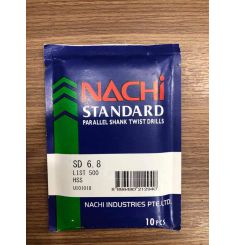 NACHi
STANDARD
PARALLEL SHANK TWIST DRILLS
SD 6.8
LIST 500
HSS
NACHI INDUSTRIES PTE.LTD.
10 PCS